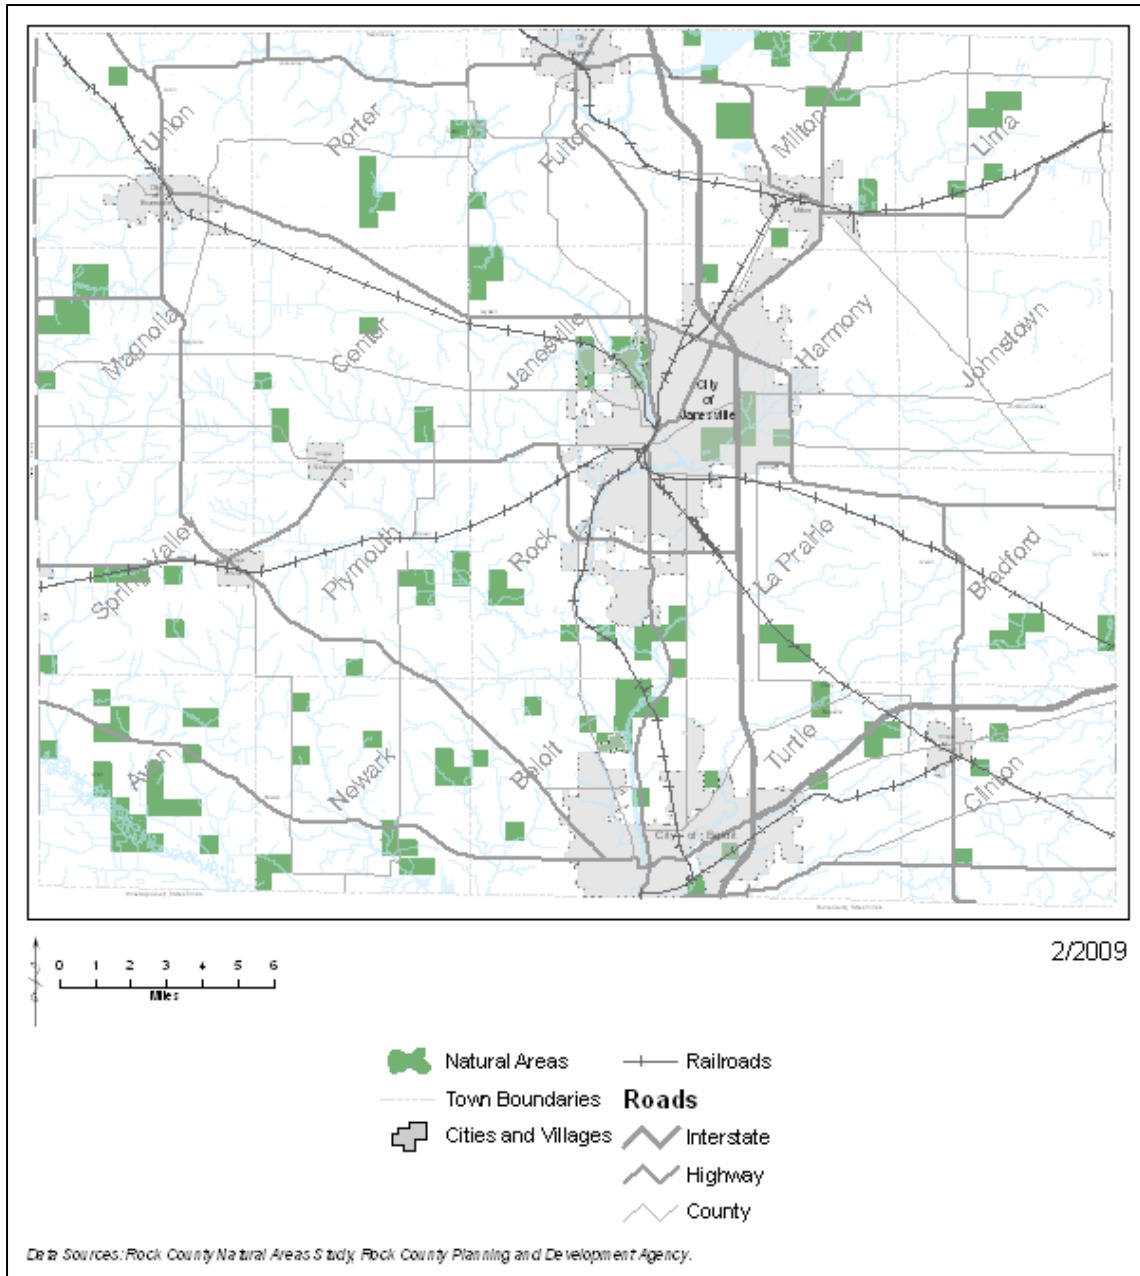 Union
Porter
Fulton
Milton
Lima
Magnolia
Center
Janesville
Harmony
Johnstown
City
of
Janesville
Spring Valley
Plymouth
Rock
La Prairie
Bradford
Avon
Newark
Beloit
Turtle
Clinton
City of Beloit
2/2009
0 1 2 3 4 5 6
Miles
Natural Areas
Town Boundaries
Cities and Villages
Railroads
Roads
Interstate
Highway
County
Data Sources: Rock County Natural Areas Study, Rock County Planning and Development Agency.